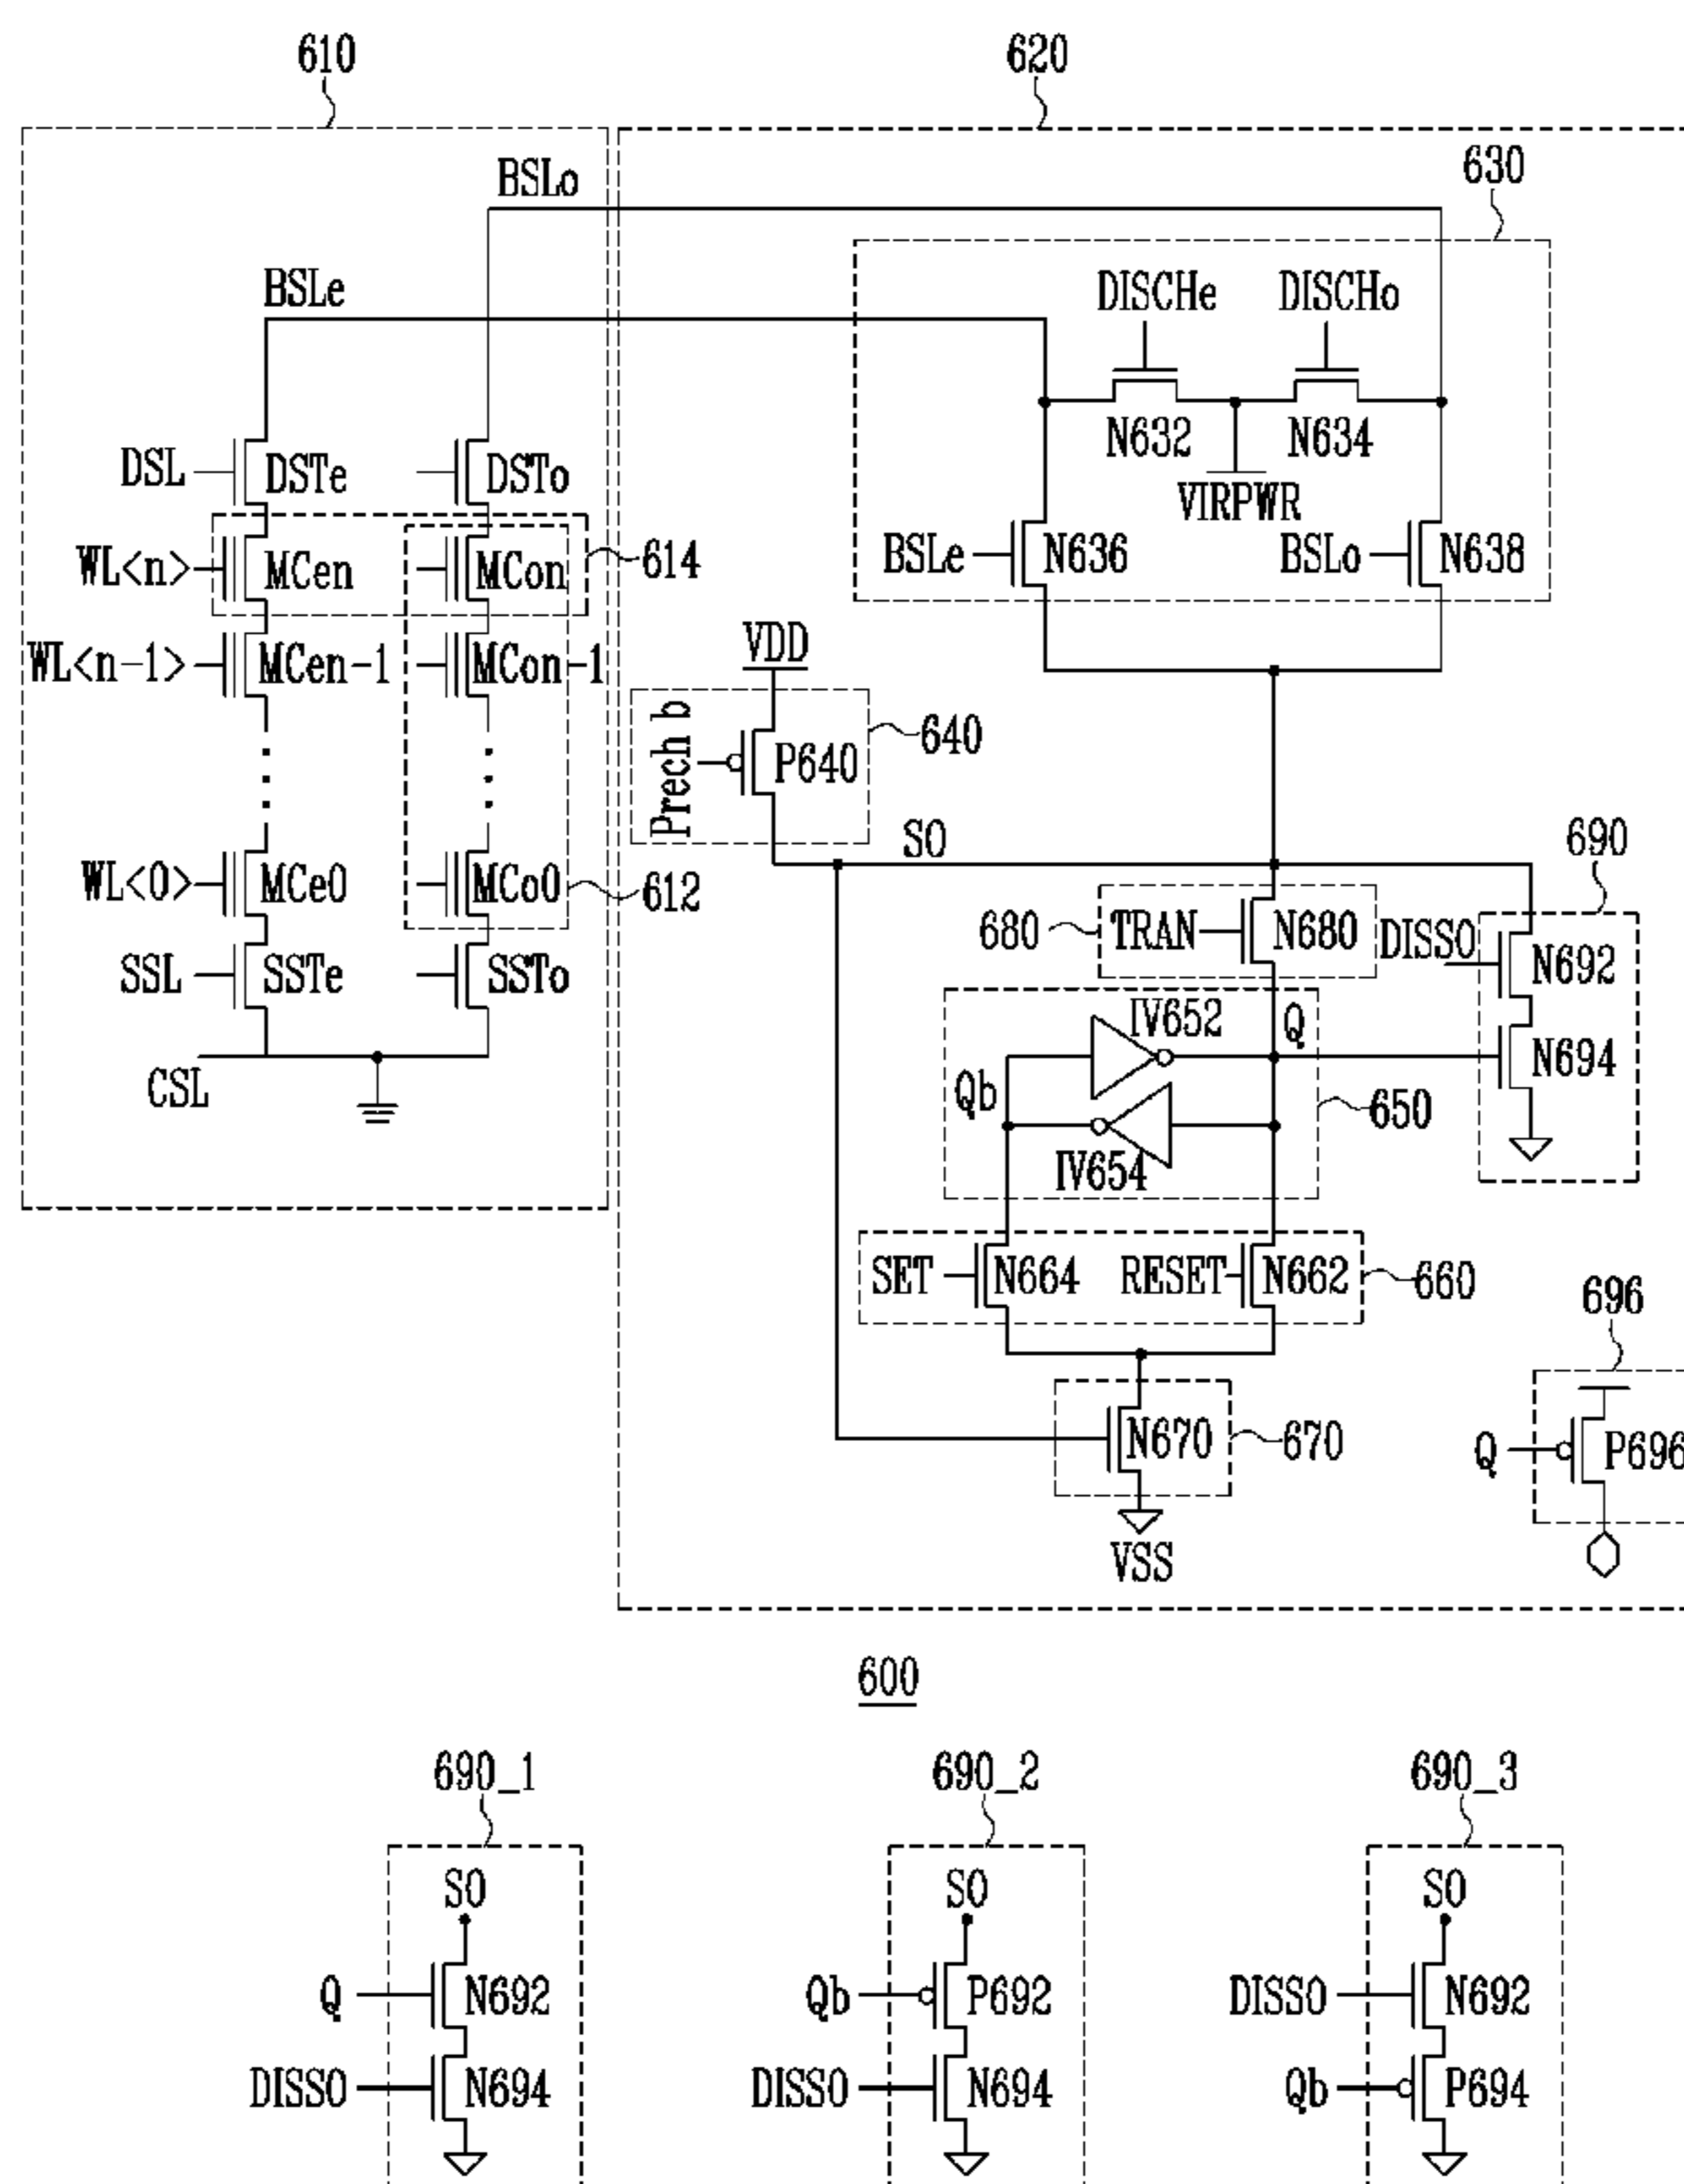 610
620
630
BSLo
BSLe
DISCHe
DISCHo
N632
N634
VIRPWR
DSL
DSTe
DSTo
BSLe
N636
BSLo
N638
WL<n>
MCen
MCon
614
WL<n-1>
MCen-1
MCon-1
VDD
Prech b
P640
640
SO
WL<0>
MCe0
MCo0
612
690
680
TRAN
N680
DISSO
N692
SSL
SSTe
SSTo
IV652
Q
N694
CSL
Qb
650
IV654
SET
N664
RESET
N662
660
696
N670
670
Q
P696
VSS
600
690_1
690_2
690_3
SO
SO
SO
Q
N692
Qb
P692
DISSO
N692
DISSO
N694
DISSO
N694
Qb
P694